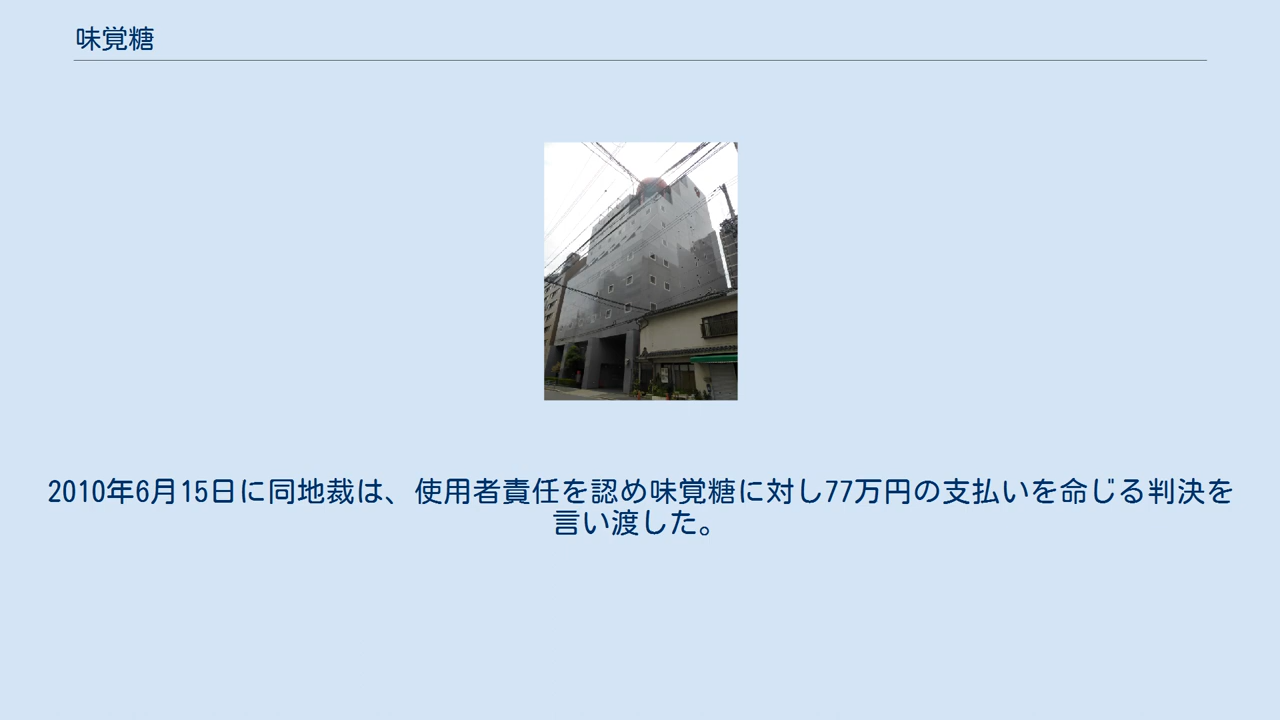 味覚糖
2010年6月15日に同地裁は、使用者責任を認め味覚糖に対し77万円の支払いを命じる判決を
言い渡した。